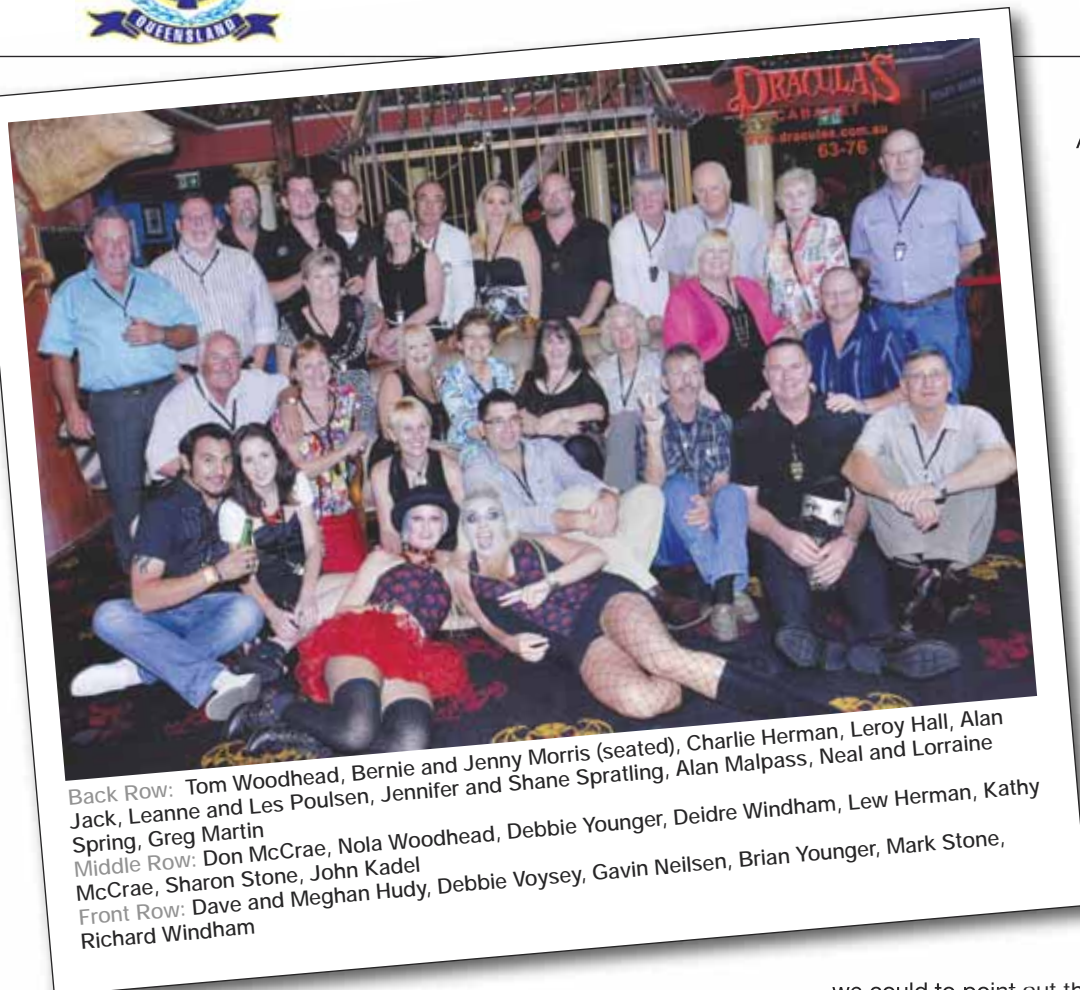 QUEENSLAND
DRACULA'S
CABARET
www.draculas.com.au
63-76
Back Row: Tom Woodhead, Bernie and Jenny Morris (seated), Charlie Herman, Leroy Hall, Alan
Jack, Leanne and Les Poulsen, Jennifer and Shane Spratling, Alan Malpass, Neal and Lorraine
Spring, Greg Martin
Middle Row: Don McCrae, Nola Woodhead, Debbie Younger, Deidre Windham, Lew Herman, Kathy
McCrae, Sharon Stone, John Kadel
Front Row: Dave and Meghan Hudy, Debbie Voysey, Gavin Neilsen, Brian Younger, Mark Stone,
Richard Windham
we could to point out th